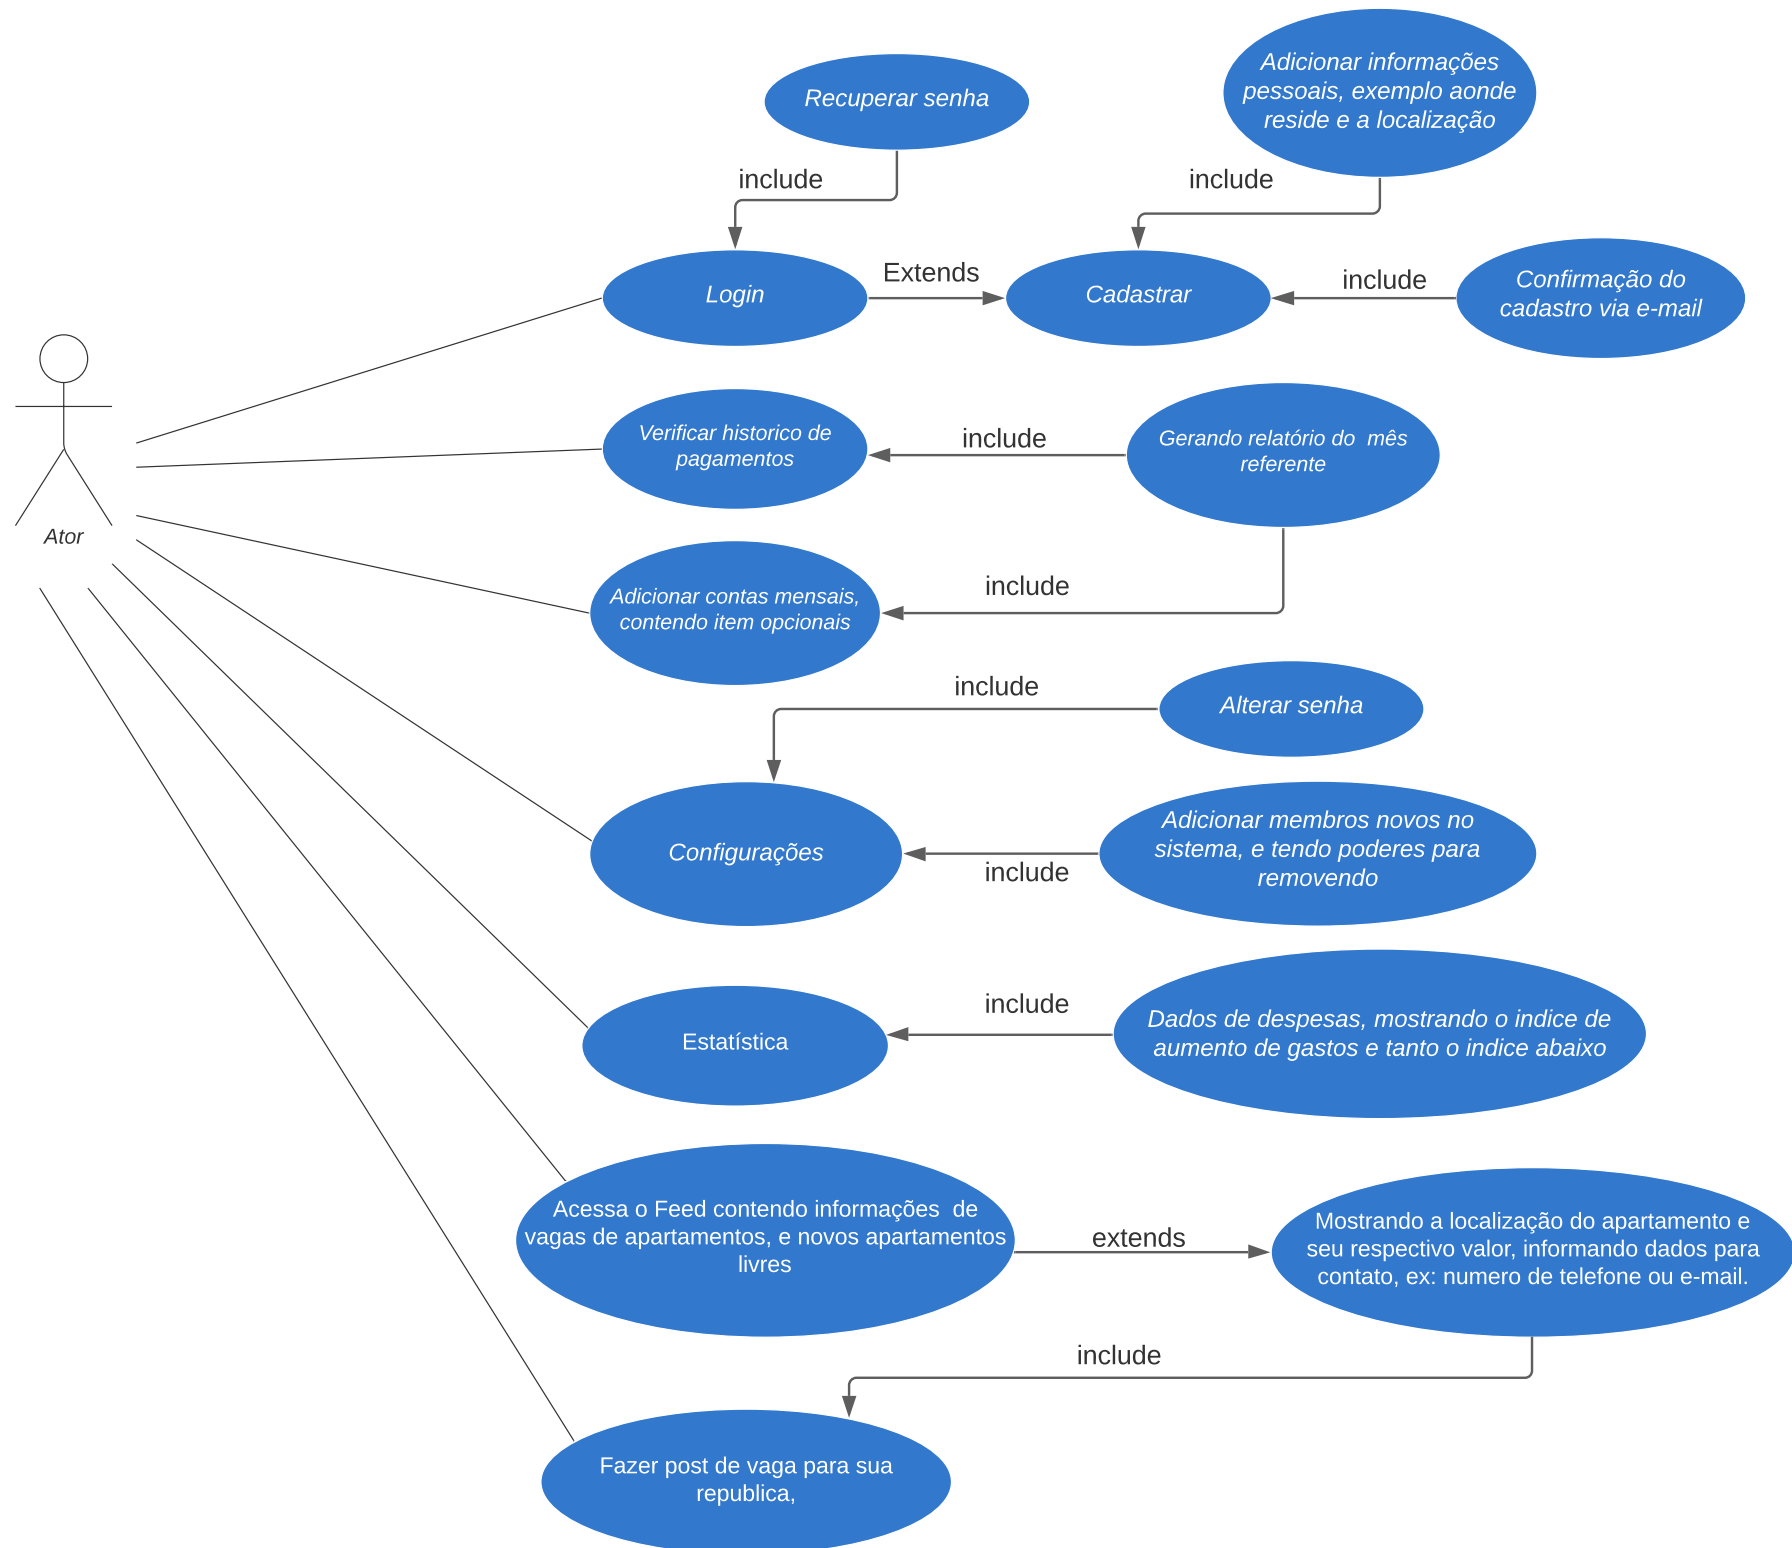 Recuperar senha
Adicionar informações
pessoais, exemplo aonde
reside e a localização
include
include
Login
Extends
Cadastrar
include
Confirmação do
cadastro via e-mail
Ator
Verificar historico de
pagamentos
include
Gerando relatório do  mês
referente
Adicionar contas mensais,
contendo item opcionais
include
include
Alterar senha
Configurações
include
Adicionar membros novos no
sistema, e tendo poderes para
removendo
Estatística
include
Dados de despesas, mostrando o indice de
aumento de gastos e tanto o indice abaixo
Acessa o Feed contendo informações  de
vagas de apartamentos, e novos apartamentos
livres
extends
Mostrando a localização do apartamento e
seu respectivo valor, informando dados para
contato, ex: numero de telefone ou e-mail.
include
Fazer post de vaga para sua
republica,